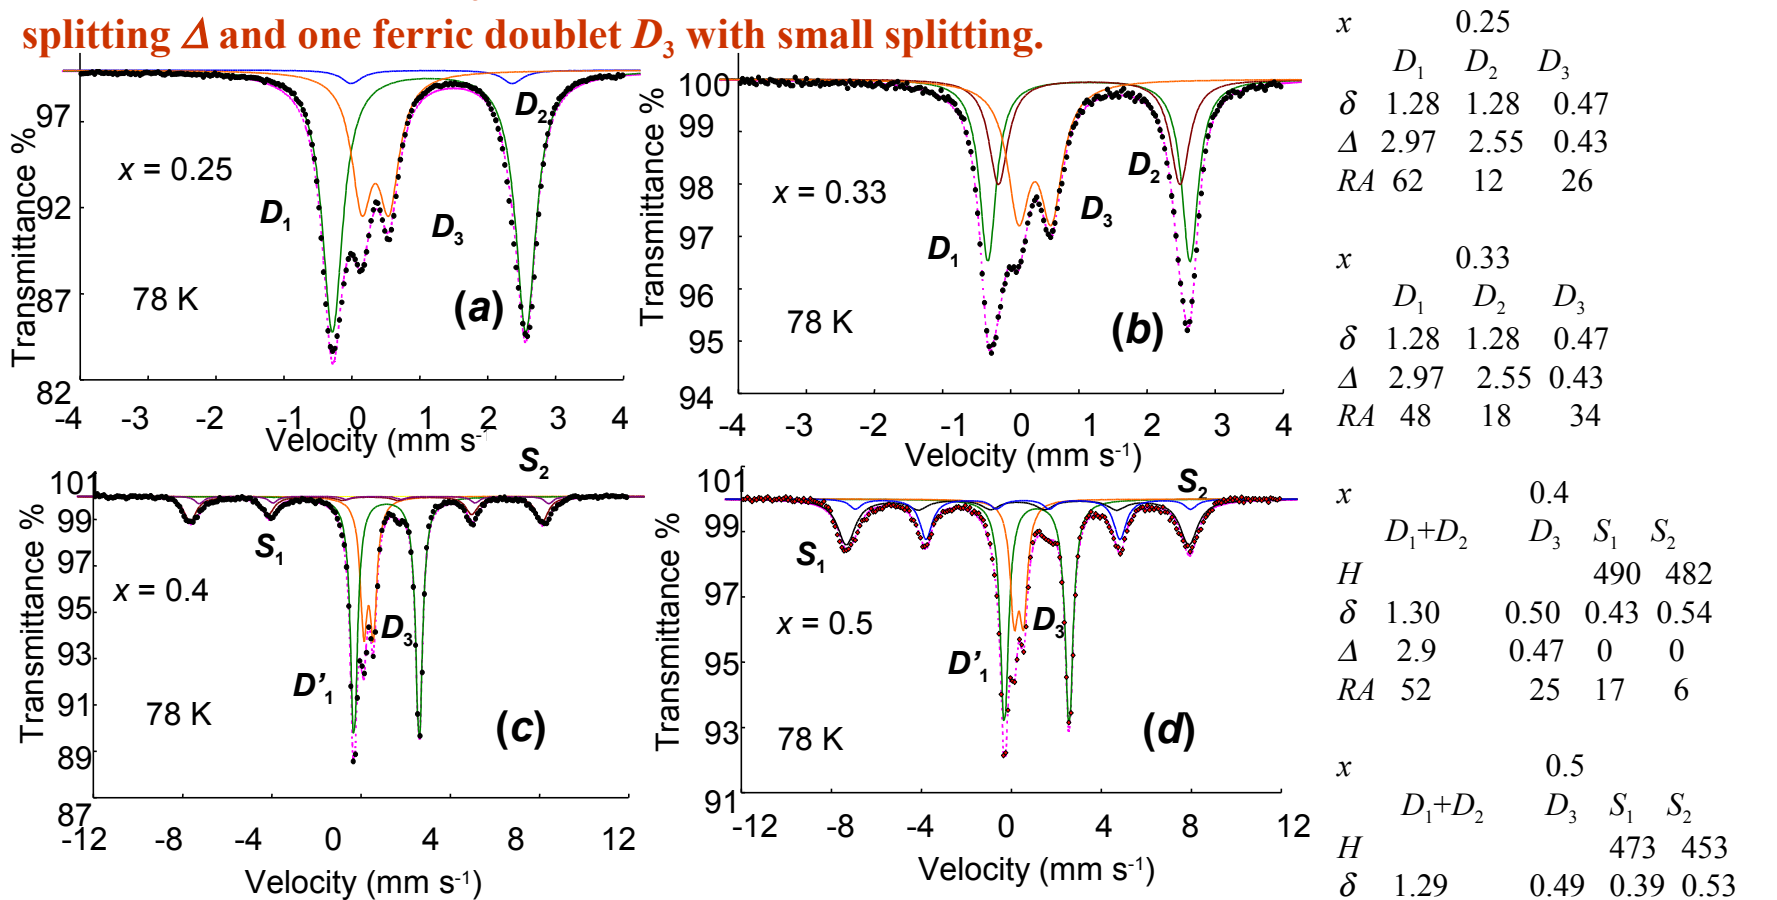 splitting Δ and one ferric doublet D3 with small splitting.
97
92
87
82
Transmittance %
x = 0.25
78 K
D1
D2
D3
(a)
-4 -3 -2 -1 0 1 2 3 4
Velocity (mm s-1
100
99
98
97
96
95
94
Transmittance %
x = 0.33
78 K
D1
D2
D3
(b)
-4 -3 -2 -1 0 1 2 3 4
Velocity (mm s-1)
101
99
97
95
93
91
89
87
Transmittance %
x = 0.4
78 K
S1
S2
D3
D'1
(c)
-12 -8 -4 0 4 8 12
Velocity (mm s-1)
101
99
97
95
93
91
Transmittance %
x = 0.5
78 K
S1
S2
D3
D'1
(d)
-12 -8 -4 0 4 8 12
Velocity (mm s-1)
x 0.25
D1 D2 D3
δ 1.28 1.28 0.47
Δ 2.97 2.55 0.43
RA 62 12 26
x 0.33
D1 D2 D3
δ 1.28 1.28 0.47
Δ 2.97 2.55 0.43
RA 48 18 34
x 0.4
D1+D2 D3 S1 S2
H 490 482
δ 1.30 0.50 0.43 0.54
Δ 2.9 0.47 0 0
RA 52 25 17 6
x 0.5
D1+D2 D3 S1 S2
H 473 453
δ 1.29 0.49 0.39 0.53